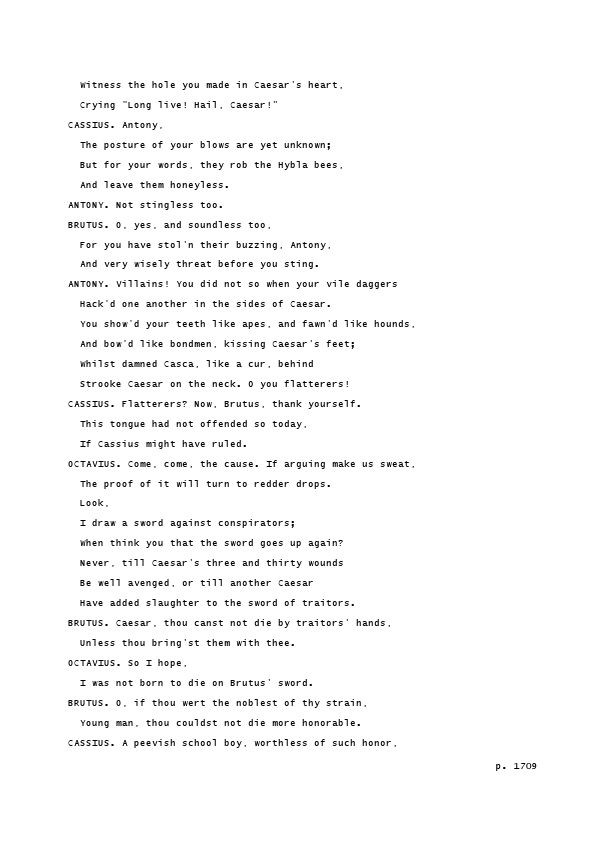 Witness the hole you made in Caesar's heart,
Crying "Long live! Hail, Caesar!"
CASSIUS. Antony,
The posture of your blows are yet unknown;
But for your words, they rob the Hybla bees,
And leave them honeyless.
ANTONY. Not stingless too.
BRUTUS. O, yes, and soundless too,
For you have stol'n their buzzing, Antony,
And very wisely threat before you sting.
ANTONY. Villains! You did not so when your vile daggers
Hack'd one another in the sides of Caesar.
You show'd your teeth like apes, and fawn'd like hounds,
And bow'd like bondmen, kissing Caesar's feet;
Whilst damned Casca, like a cur, behind
Strooke Caesar on the neck. O you flatterers!
CASSIUS. Flatterers? Now, Brutus, thank yourself.
This tongue had not offended so today,
If Cassius might have ruled.
OCTAVIUS. Come, come, the cause. If arguing make us sweat,
The proof of it will turn to redder drops.
Look,
I draw a sword against conspirators;
When think you that the sword goes up again?
Never, till Caesar's three and thirty wounds
Be well avenged, or till another Caesar
Have added slaughter to the sword of traitors.
BRUTUS. Caesar, thou canst not die by traitors' hands,
Unless thou bring'st them with thee.
OCTAVIUS. So I hope,
I was not born to die on Brutus' sword.
BRUTUS. O, if thou wert the noblest of thy strain,
Young man, thou couldst not die more honorable.
CASSIUS. A peevish school boy, worthless of such honor,
p. 1709